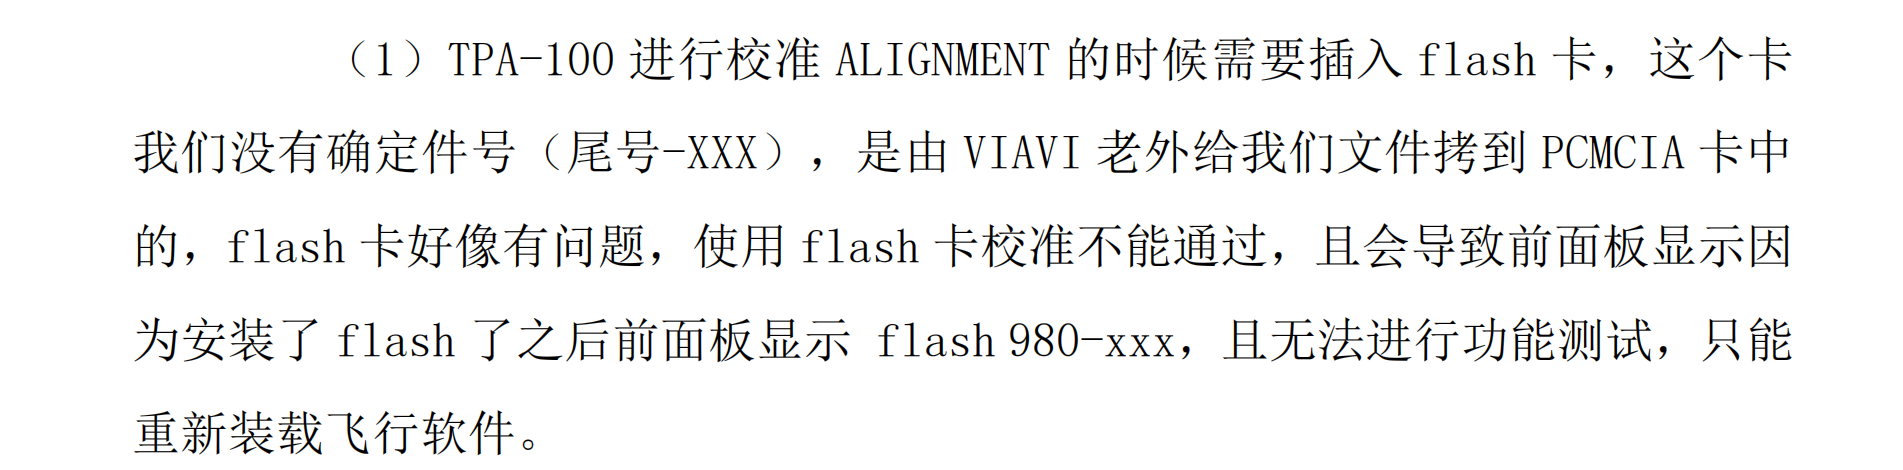 （1）TPA-100 进行校准 ALIGNMENT 的时候需要插入 flash 卡，这个卡
我们没有确定件号（尾号-XXX），是由 VIAVI 老外给我们文件拷到 PCMCIA 卡中
的，flash 卡好像有问题，使用 flash 卡校准不能通过，且会导致前面板显示因
为安装了 flash 了之后前面板显示 flash 980-xxx，且无法进行功能测试，只能
重新装载飞行软件。